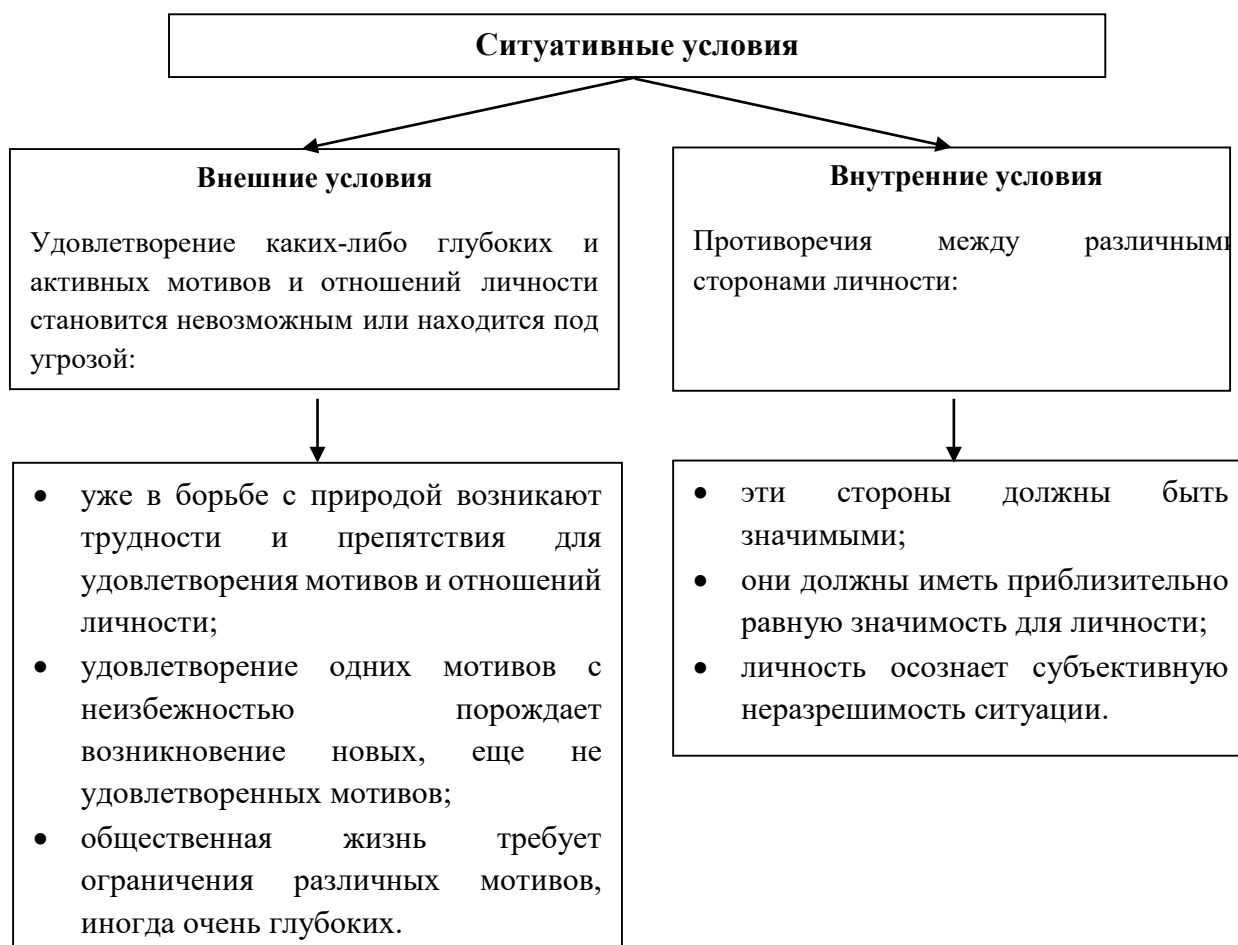 Ситуативные условия
Внешние условия
Удовлетворение каких-либо глубоких и
активных мотивов и отношений личности
становится невозможным или находится под
угрозой:
Внутренние условия
Противоречия между различными
сторонами личности:
• уже в борьбе с природой возникают
трудности и препятствия для
удовлетворения мотивов и отношений
личности;
• удовлетворение одних мотивов с
неизбежностью порождает
возникновение новых, еще не
удовлетворенных мотивов;
• общественная жизнь требует
ограничения различных мотивов,
иногда очень глубоких.
• эти стороны должны быть
значимыми;
• они должны иметь приблизительно
равную значимость для личности;
• личность осознает субъективную
неразрешимость ситуации.